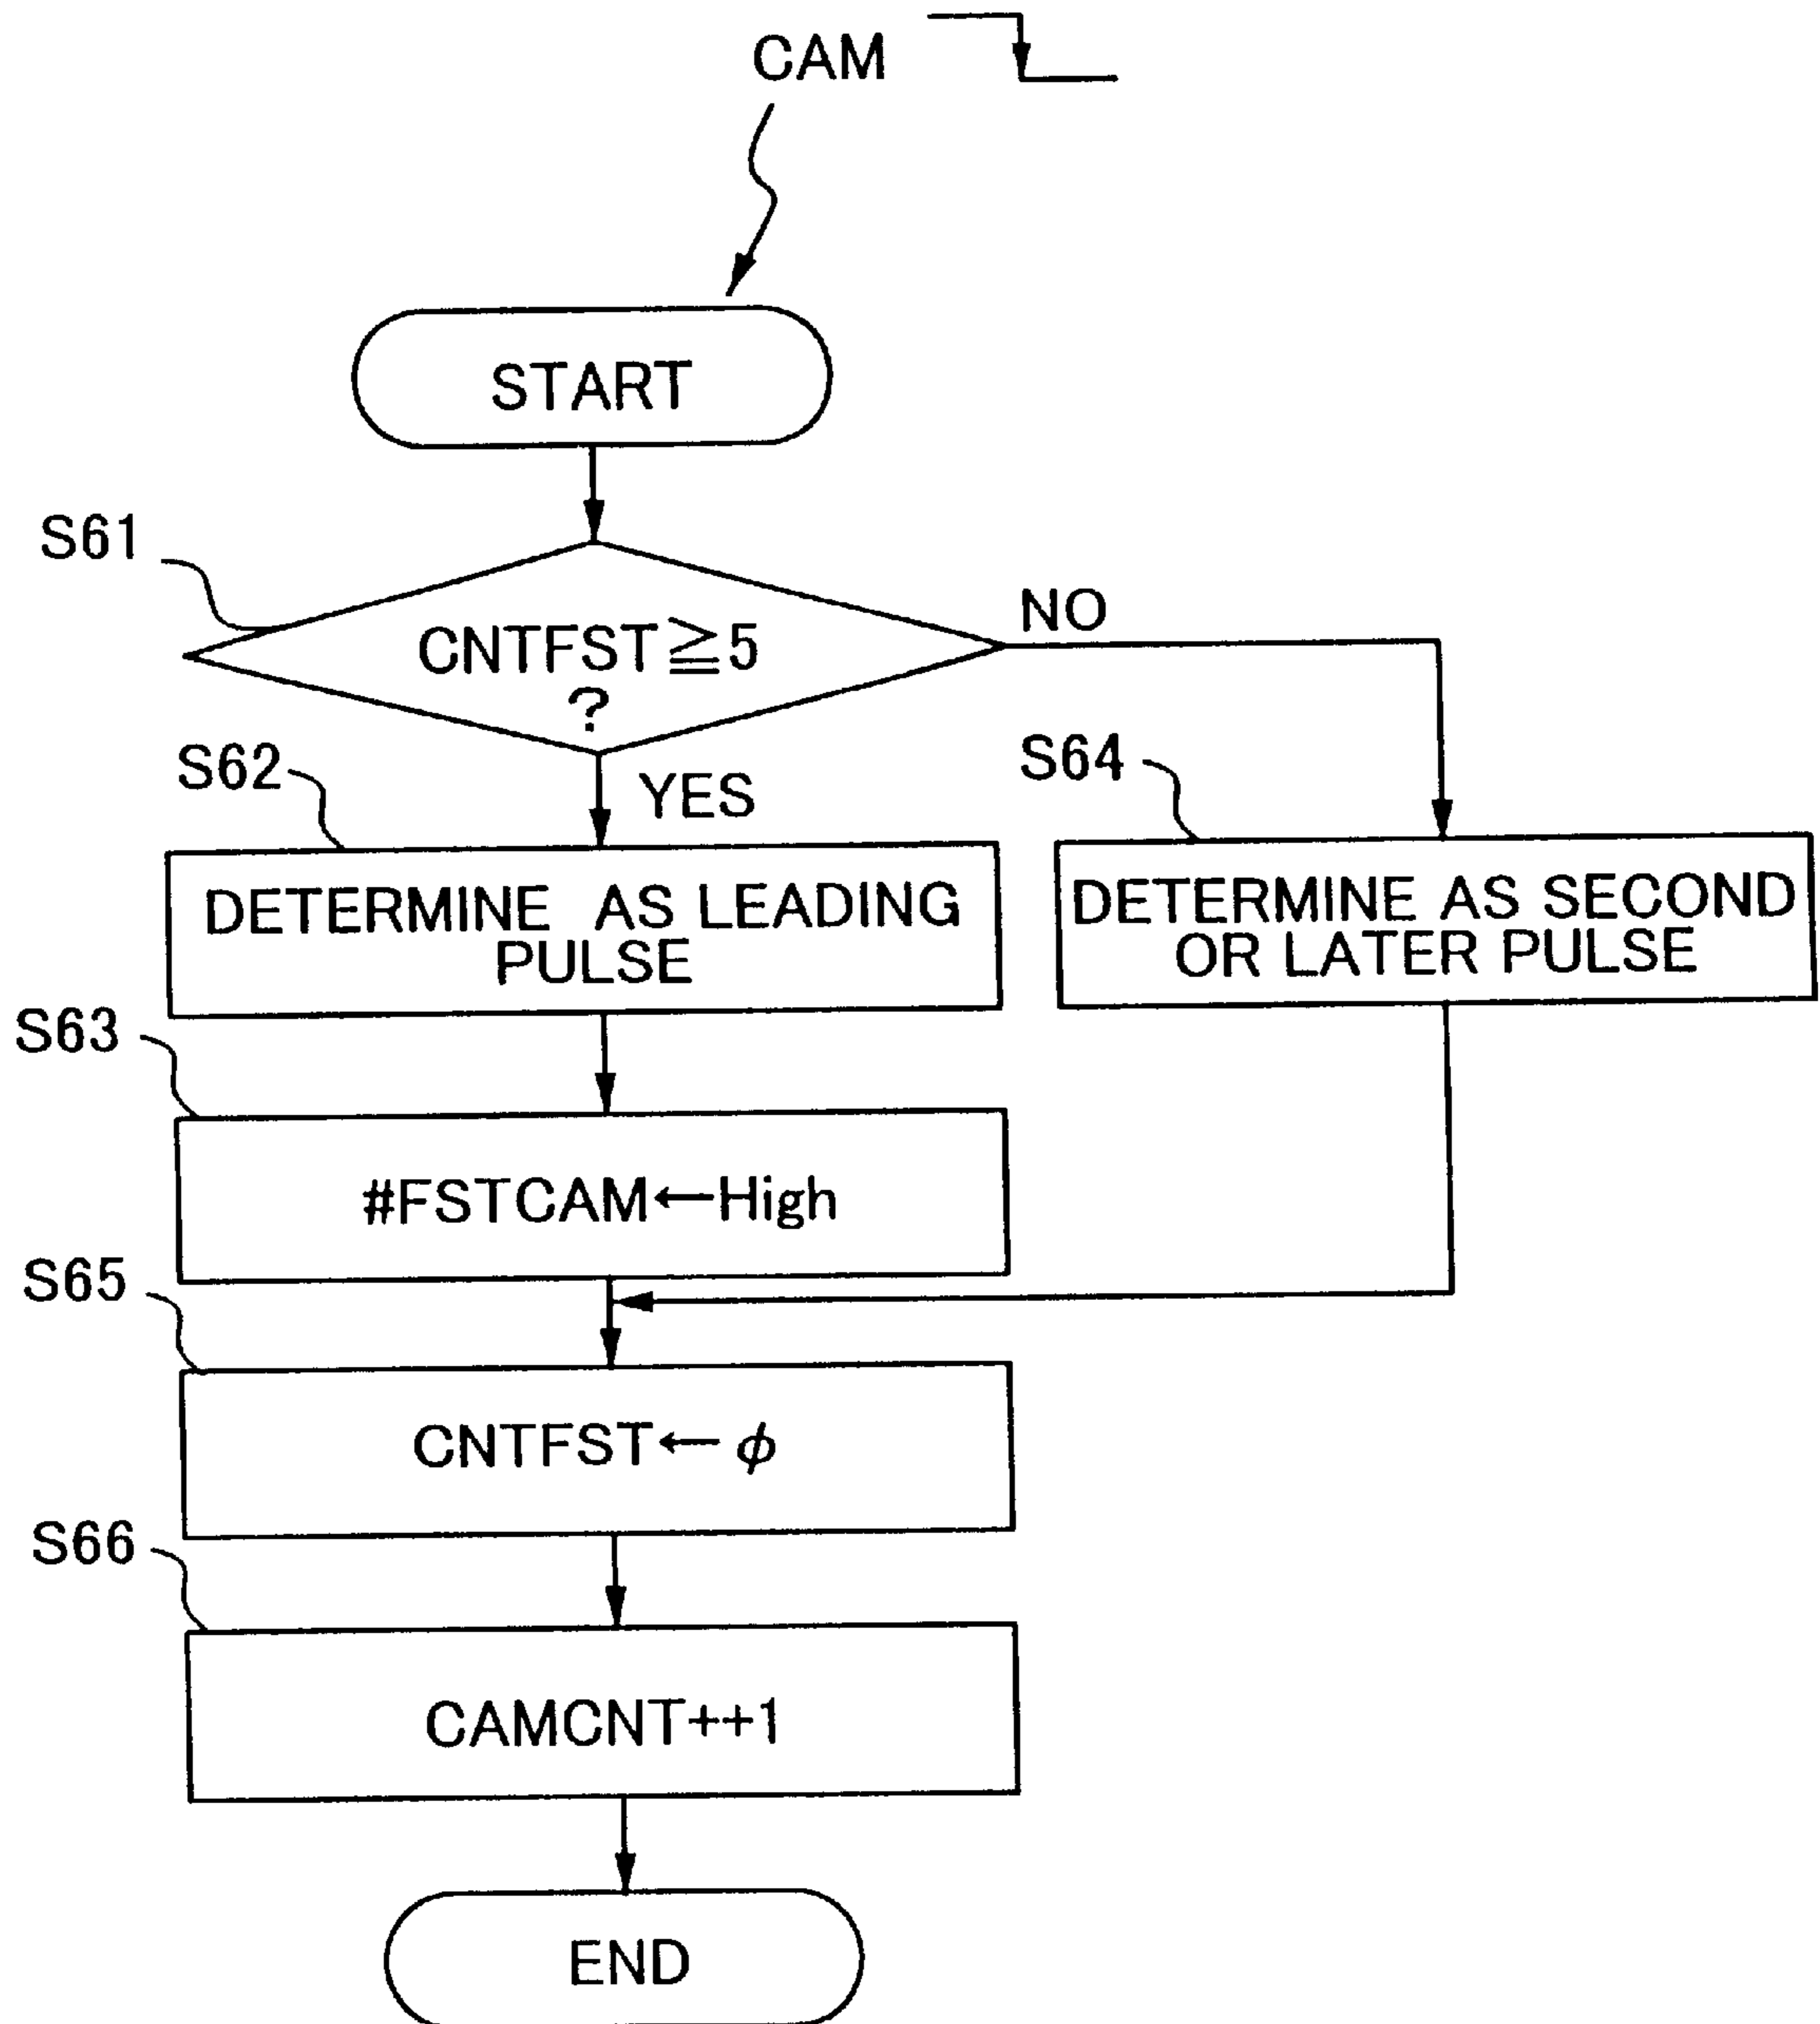 CAM
START
S61
CNTFST≧5
?
NO
S62
YES
S64
DETERMINE AS LEADING
PULSE
DETERMINE AS SECOND
OR LATER PULSE
S63
#FSTCAM←High
S65
CNTFST←ϕ
S66
CAMCNT++1
END